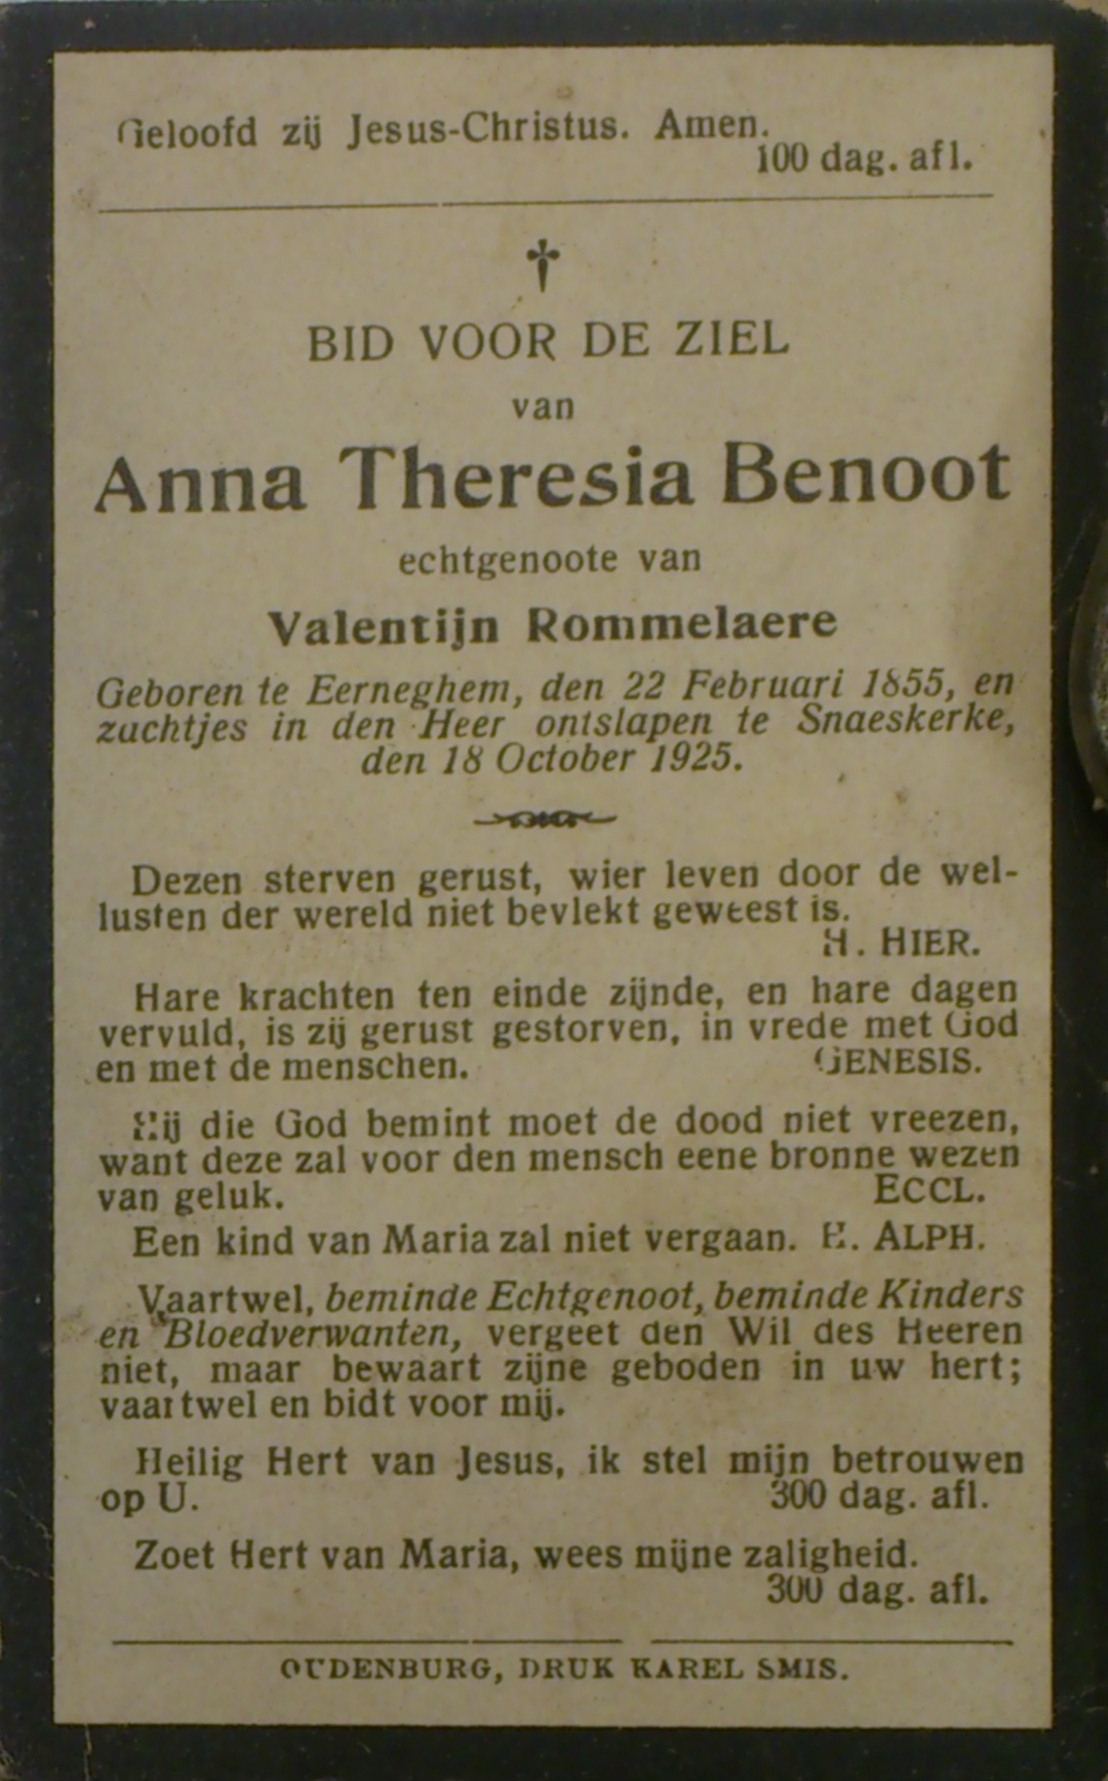 Geloofd zij Jesus-Christus. Amen.
100 dag. afl.
†
BID VOOR DE ZIEL
van
Anna Theresia Benoot
echtgenoote van
Valentijn Rommelaere
Geboren te Eerneghem, den 22 Februari 1855, en
zachtjes in den Heer ontslapen te Snaeskerke,
den 18 October 1925.
Dezen sterven gerust, wier leven door de wel-
lusten der wereld niet bevlekt geweest is.
H. HIER.
Hare krachten ten einde zijnde, en hare dagen
vervuld, is zij gerust gestorven, in vrede met God
en met de menschen. GENESIS.
Hij die God bemint moet de dood niet vreezen,
want deze zal voor den mensch eene bronne wezen
van geluk. ECCL.
Een kind van Maria zal niet vergaan. H. ALPH.
Vaartwel, beminde Echtgenoot, beminde Kinders
en Bloedverwanten, vergeet den Wil des Heeren
niet, maar bewaart zijne geboden in uw hert;
vaartwel en bidt voor mij.
Heilig Hert van Jesus, ik stel mijn betrouwen
op U. 300 dag. afl.
Zoet Hert van Maria, wees mijne zaligheid.
300 dag. afl.
OUDENBURG, DRUK KAREL SMIS.